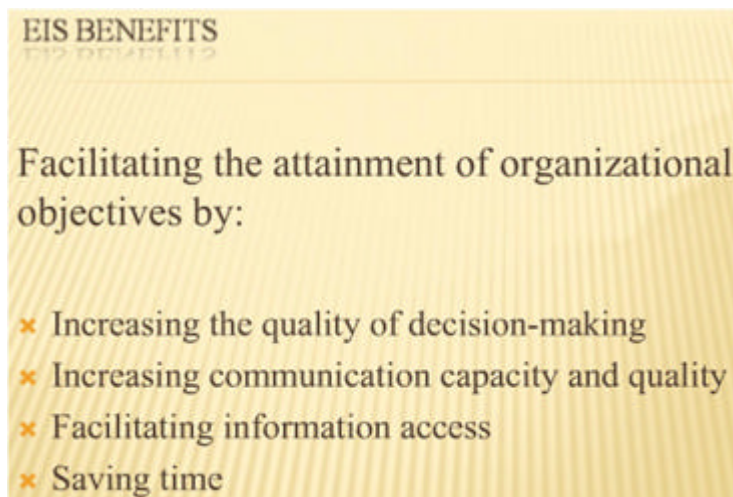 EIS BENEFITS
Facilitating the attainment of organizational
objectives by:
Increasing the quality of decision-making
Increasing communication capacity and quality
Facilitating information access
Saving time